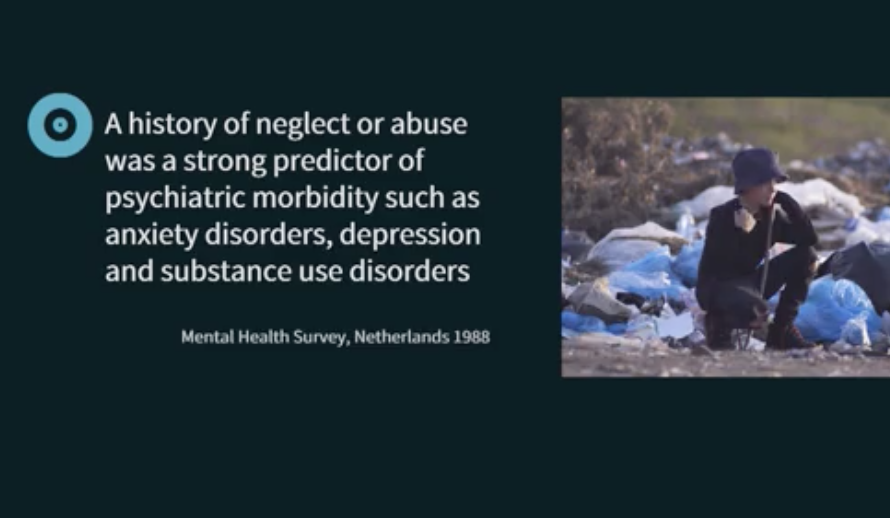 A history of neglect or abuse
was a strong predictor of
psychiatric morbidity such as
anxiety disorders, depression
and substance use disorders
Mental Health Survey, Netherlands 1988